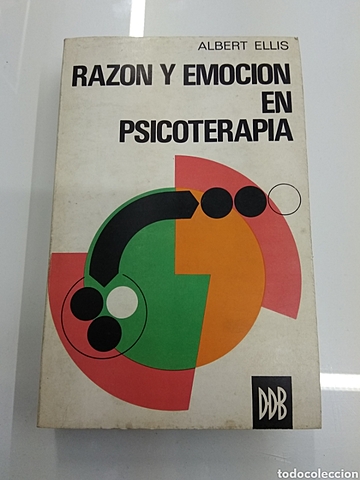 ALBERT ELLIS
RAZON Y EMOCION
EN
PSICOTERAPIA
DDB
todocoleccion